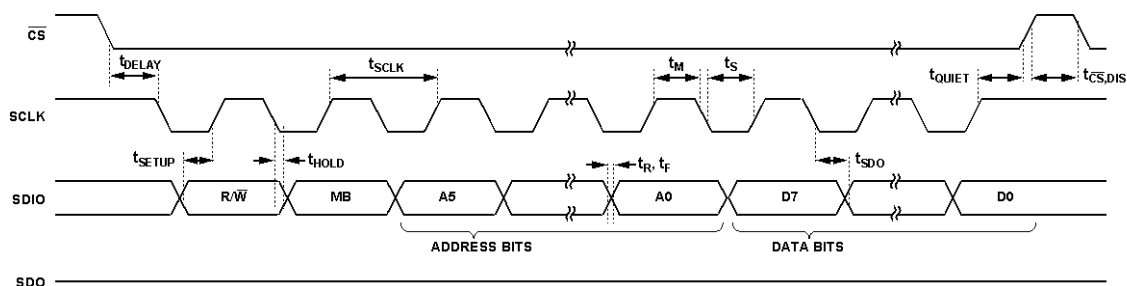 CS
tDELAY
tSCLK
tM
tS
tQUIET
tCS,DIS
SCLK
tSETUP
tHOLD
tR, tF
tSDO
SDIO
R/W
MB
A5
A0
D7
D0
ADDRESS BITS
DATA BITS
SDO